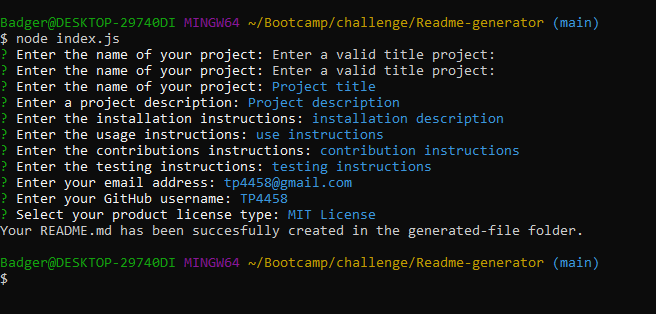 Badger@DESKTOP-29740DI MINGW64 ~/Bootcamp/challenge/Readme-generator (main)
$ node index.js
? Enter the name of your project: Enter a valid title project:
? Enter the name of your project: Enter a valid title project:
? Enter the name of your project: Project title
? Enter a project description: Project description
? Enter the installation instructions: installation description
? Enter the usage instructions: use instructions
? Enter the contributions instructions: contribution instructions
? Enter the testing instructions: testing instructions
? Enter your email address: tp4458@gmail.com
? Enter your GitHub username: TP4458
? Select your product license type: MIT License
Your README.md has been succesfully created in the generated-file folder.
Badger@DESKTOP-29740DI MINGW64 ~/Bootcamp/challenge/Readme-generator (main)
$